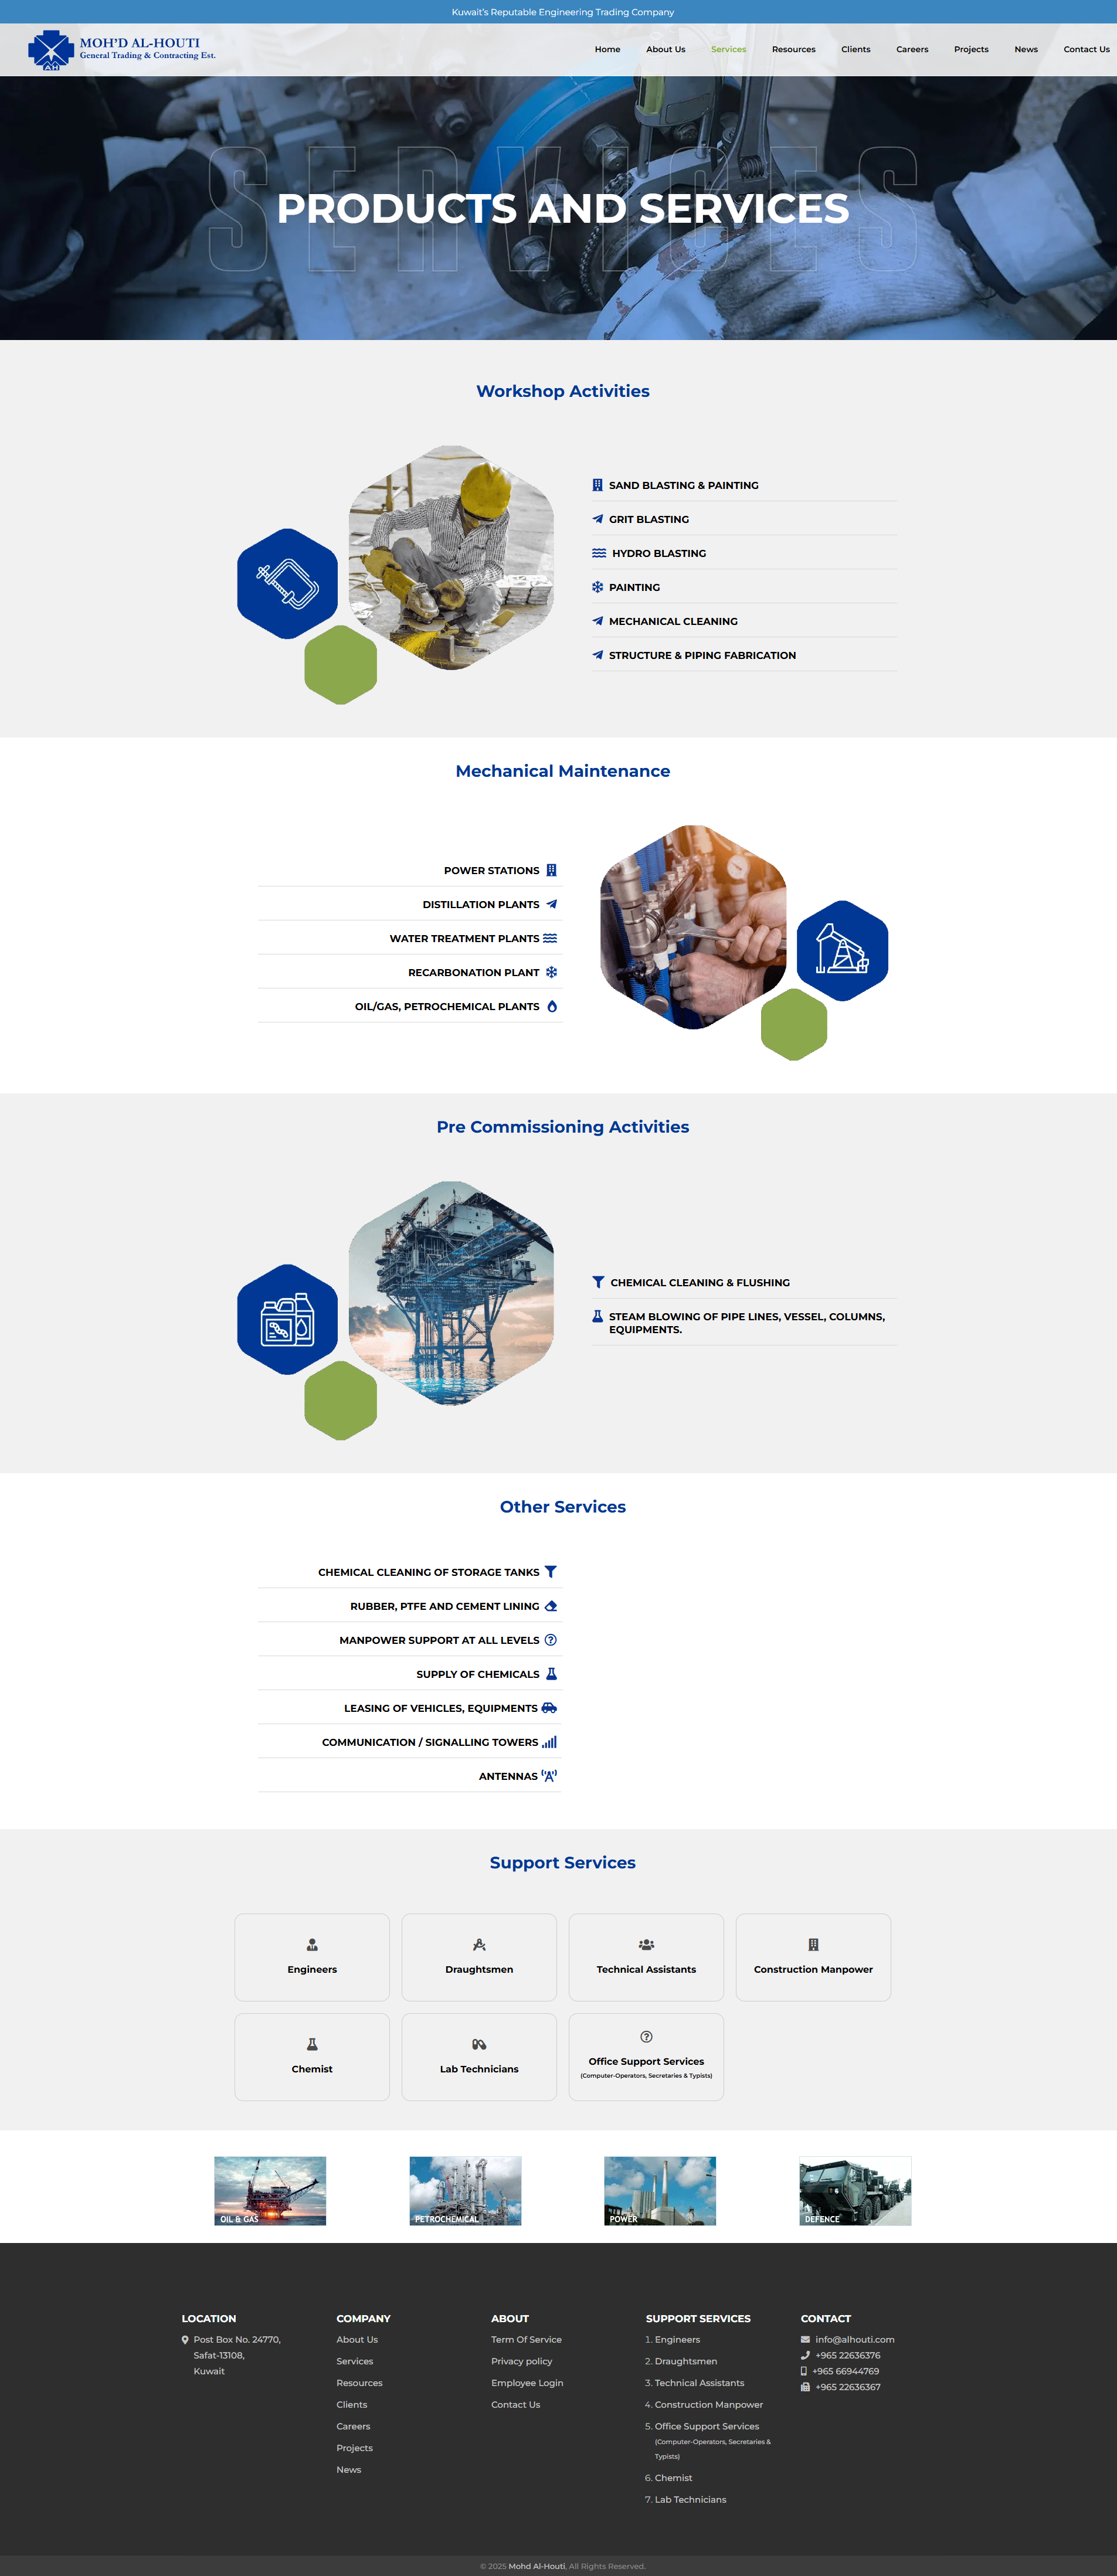 Kuwait's Reputable Engineering Trading Company
MOH'D AL-HOUTI
General Trading & Contracting Est.
AH
Home
About Us
Services
Resources
Clients
Careers
Projects
News
Contact Us
SERVICES
PRODUCTS AND SERVICES
Workshop Activities
SAND BLASTING & PAINTING
GRIT BLASTING
HYDRO BLASTING
PAINTING
MECHANICAL CLEANING
STRUCTURE & PIPING FABRICATION
Mechanical Maintenance
POWER STATIONS
DISTILLATION PLANTS
WATER TREATMENT PLANTS
RECARBONATION PLANT
OIL/GAS, PETROCHEMICAL PLANTS
Pre Commissioning Activities
CHEMICAL CLEANING & FLUSHING
STEAM BLOWING OF PIPE LINES, VESSEL, COLUMNS,
EQUIPMENTS.
Other Services
CHEMICAL CLEANING OF STORAGE TANKS
RUBBER, PTFE AND CEMENT LINING
MANPOWER SUPPORT AT ALL LEVELS
SUPPLY OF CHEMICALS
LEASING OF VEHICLES, EQUIPMENTS
COMMUNICATION / SIGNALLING TOWERS
ANTENNAS
Support Services
Engineers
Draughtsmen
Technical Assistants
Construction Manpower
Chemist
Lab Technicians
Office Support Services
(Computer-Operators, Secretaries & Typists)
OIL & GAS
PETROCHEMICAL
POWER
DEFENCE
LOCATION
Post Box No. 24770,
Safat-13108,
Kuwait
COMPANY
About Us
Services
Resources
Clients
Careers
Projects
News
ABOUT
Term Of Service
Privacy policy
Employee Login
Contact Us
SUPPORT SERVICES
1. Engineers
2. Draughtsmen
3. Technical Assistants
4. Construction Manpower
5. Office Support Services
(Computer-Operators, Secretaries &
Typists)
6. Chemist
7. Lab Technicians
CONTACT
info@alhouti.com
+965 22636376
+965 66944769
+965 22636367
© 2025 Mohd Al-Houti. All Rights Reserved.